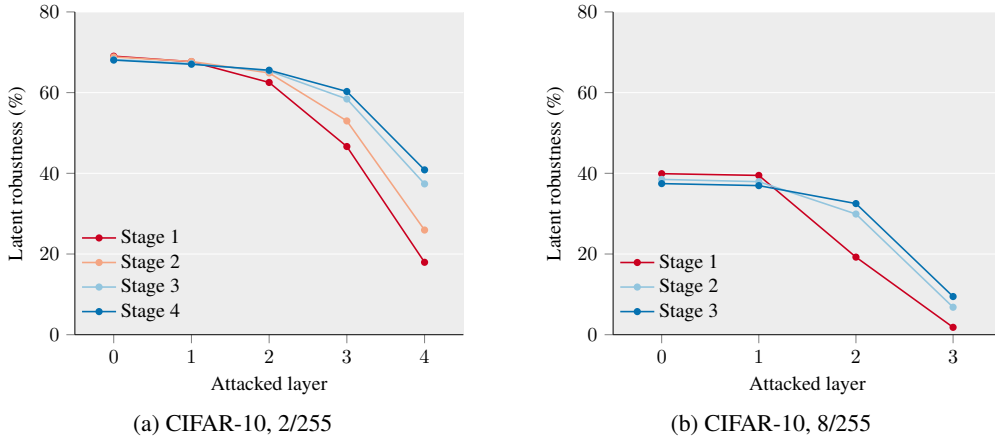 80
60
40
20
0
Latent robustness (%)
Stage 1
Stage 2
Stage 3
Stage 4
0 1 2 3 4
Attacked layer
(a) CIFAR-10, 2/255
80
60
40
20
0
Latent robustness (%)
Stage 1
Stage 2
Stage 3
0 1 2 3
Attacked layer
(b) CIFAR-10, 8/255